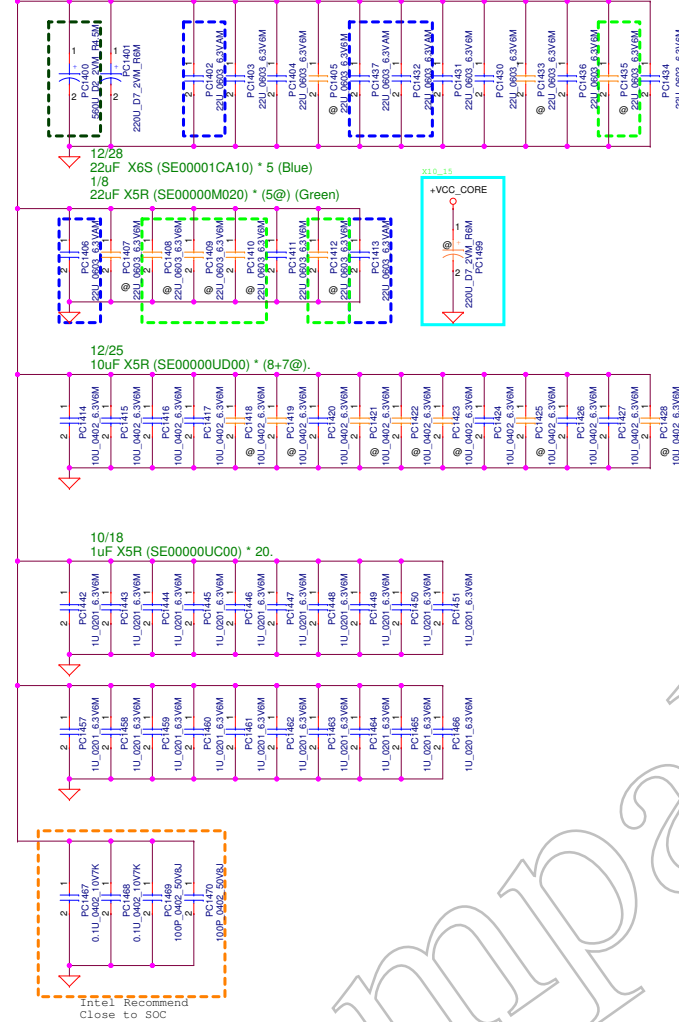 PC1400
560U_D2_2VM_R4.5M
PC1401
220U_D7_2VM_R6M
PC1402
22U_0603_6.3VAM
PC1403
22U_0603_6.3V6M
PC1404
22U_0603_6.3V6M
PC1405
22U_0603_6.3V6M
@
PC1437
22U_0603_6.3VAM
PC1432
22U_0603_6.3VAM
PC1431
22U_0603_6.3V6M
PC1430
22U_0603_6.3V6M
PC1433
22U_0603_6.3V6M
@
PC1436
22U_0603_6.3V6M
PC1435
22U_0603_6.3V6M
@
PC1434
22U_0603_6.3V6M
12/28
22uF X6S (SE00001CA10) * 5 (Blue)
1/8
22uF X5R (SE00000M020) * (5@) (Green)
X10_15
+VCC_CORE
@
PC1499
220U_D7_2VM_R6M
PC1406
22U_0603_6.3VAM
PC1407
22U_0603_6.3V6M
@
PC1408
22U_0603_6.3V6M
@
PC1409
22U_0603_6.3V6M
@
PC1410
22U_0603_6.3V6M
@
PC1411
22U_0603_6.3V6M
PC1412
22U_0603_6.3V6M
@
PC1413
22U_0603_6.3VAM
12/25
10uF X5R (SE00000UD00) * (8+7@).
PC1414
10U_0402_6.3V6M
PC1415
10U_0402_6.3V6M
PC1416
10U_0402_6.3V6M
PC1417
10U_0402_6.3V6M
PC1418
10U_0402_6.3V6M
@
PC1419
10U_0402_6.3V6M
@
PC1420
10U_0402_6.3V6M
PC1421
10U_0402_6.3V6M
@
PC1422
10U_0402_6.3V6M
@
PC1423
10U_0402_6.3V6M
@
PC1424
10U_0402_6.3V6M
PC1425
10U_0402_6.3V6M
@
PC1426
10U_0402_6.3V6M
PC1427
10U_0402_6.3V6M
PC1428
10U_0402_6.3V6M
@
10/18
1uF X5R (SE00000UC00) * 20.
PC1442
1U_0201_6.3V6M
PC1443
1U_0201_6.3V6M
PC1444
1U_0201_6.3V6M
PC1445
1U_0201_6.3V6M
PC1446
1U_0201_6.3V6M
PC1447
1U_0201_6.3V6M
PC1448
1U_0201_6.3V6M
PC1449
1U_0201_6.3V6M
PC1450
1U_0201_6.3V6M
PC1451
1U_0201_6.3V6M
PC1457
1U_0201_6.3V6M
PC1458
1U_0201_6.3V6M
PC1459
1U_0201_6.3V6M
PC1460
1U_0201_6.3V6M
PC1461
1U_0201_6.3V6M
PC1462
1U_0201_6.3V6M
PC1463
1U_0201_6.3V6M
PC1464
1U_0201_6.3V6M
PC1465
1U_0201_6.3V6M
PC1466
1U_0201_6.3V6M
PC1467
0.1U_0402_10V7K
PC1468
0.1U_0402_10V7K
PC1469
100P_0402_50V8J
PC1470
100P_0402_50V8J
Intel Recommend
Close to SOC
mpa